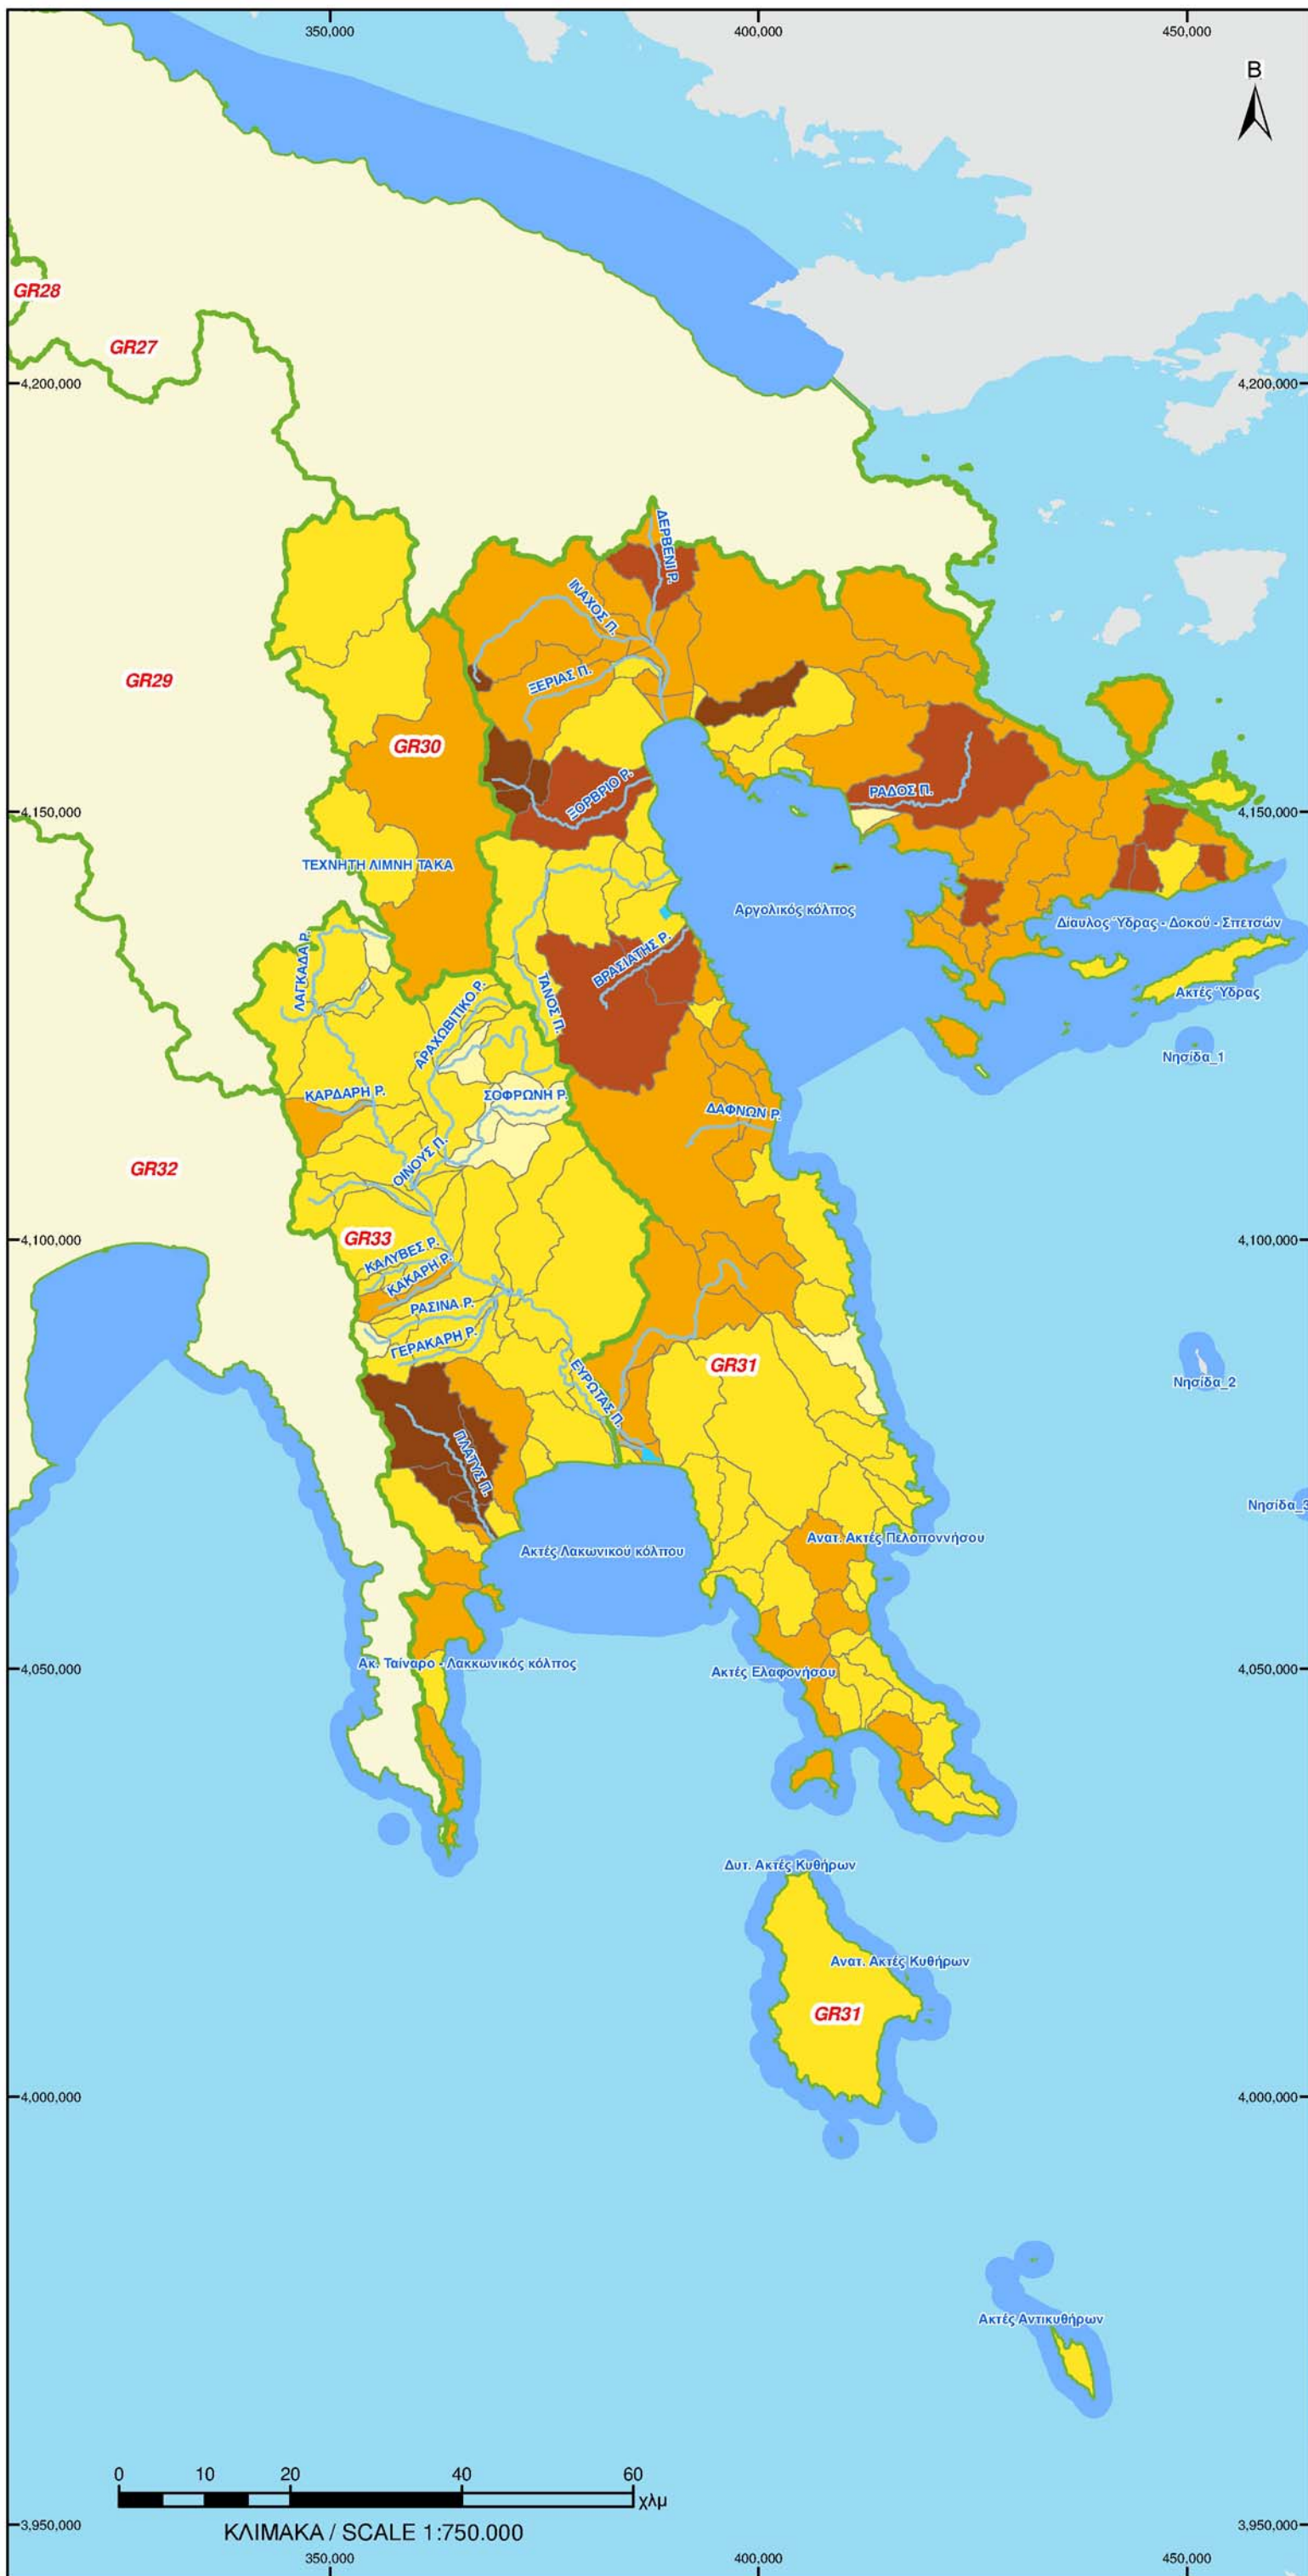 350,000
400,000
450,000
B
GR28
GR27
4,200,000
4,200,000
ΔΕΡΒΕΝΙ Ρ.
ΙΝΑΧΟΣ Π.
ΞΕΡΙΑΣ Π.
GR29
GR30
ΞΟΡΒΡΙΟ Ρ.
ΡΑΔΟΣ Π.
4,150,000
4,150,000
ΤΕΧΝΗΤΗ ΛΙΜΝΗ ΤΑΚΑ
Αργολικός κόλπος
Δίαυλος Ύδρας - Δοκού - Σπετσών
ΛΑΓΚΑΔΑ Ρ.
ΒΡΑΣΙΑΤΗΣ Ρ.
ΤΑΝΟΣ Π.
Ακτές Ύδρας
ΑΡΑΧΩΒΙΤΙΚΟ Ρ.
Νησίδα_1
ΚΑΡΔΑΡΗ Ρ.
ΣΟΦΡΩΝΗ Ρ.
ΔΑΦΝΩΝ Ρ.
ΟΙΝΟΥΣ Π.
GR32
GR33
4,100,000
4,100,000
ΚΑΛΥΒΕΣ Ρ.
ΚΑΚΑΡΗ Ρ.
ΡΑΣΙΝΑ Ρ.
ΓΕΡΑΚΑΡΗ Ρ.
GR31
ΕΥΡΩΤΑΣ Π.
Νησίδα_2
ΠΛΑΤΥΣ Π.
Νησίδα_3
Ανατ. Ακτές Πελοποννήσου
Ακτές Λακωνικού κόλπου
Ακ. Ταίναρο - Λακκωνικός κόλπος
4,050,000
4,050,000
Ακτές Ελαφονήσου
Δυτ. Ακτές Κυθήρων
Ανατ. Ακτές Κυθήρων
GR31
4,000,000
4,000,000
Ακτές Αντικυθήρων
0 10 20 40 60
χλμ
ΚΛΙΜΑΚΑ / SCALE 1:750.000
3,950,000
3,950,000
350,000
400,000
450,000